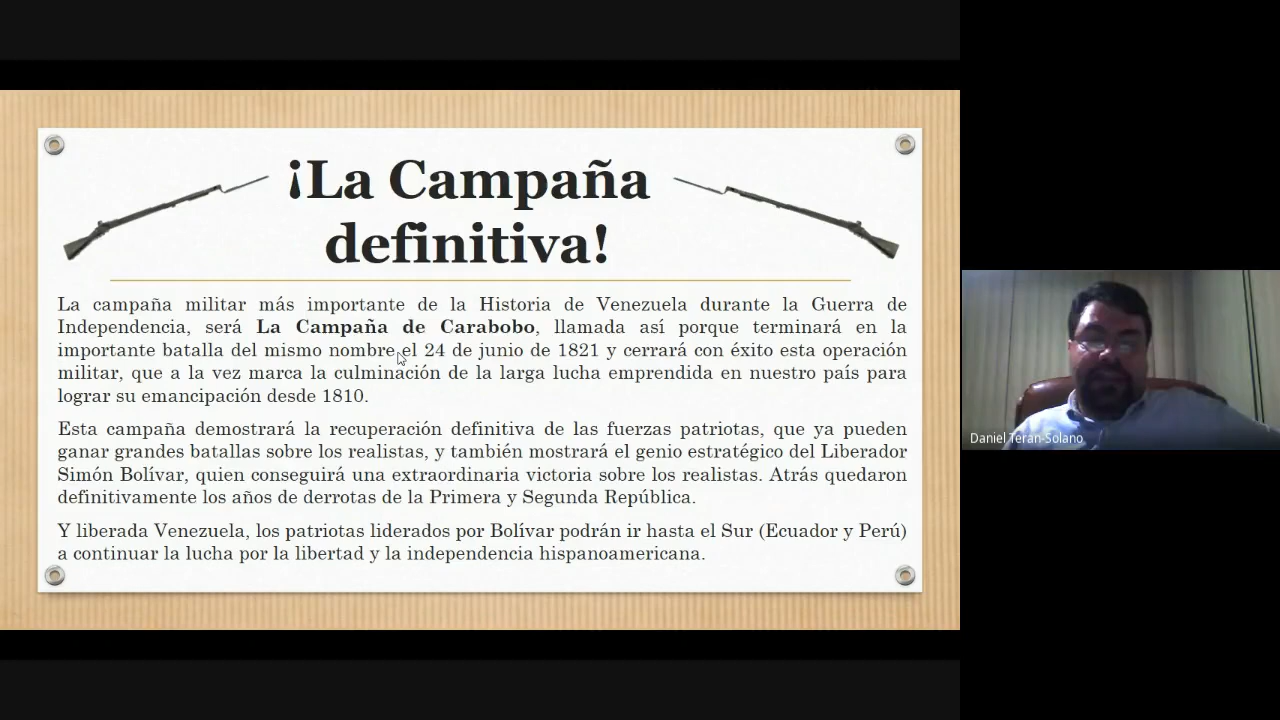 ¡La Campaña
definitiva!
La campaña militar más importante de la Historia de Venezuela durante la Guerra de
Independencia, será La Campaña de Carabobo, llamada así porque terminará en la
importante batalla del mismo nombre el 24 de junio de 1821 y cerrará con éxito esta operación
militar, que a la vez marca la culminación de la larga lucha emprendida en nuestro país para
lograr su emancipación desde 1810.
Esta campaña demostrará la recuperación definitiva de las fuerzas patriotas, que ya pueden
ganar grandes batallas sobre los realistas, y también mostrará el genio estratégico del Liberador
Simón Bolívar, quien conseguirá una extraordinaria victoria sobre los realistas. Atrás quedaron
definitivamente los años de derrotas de la Primera y Segunda República.
Y liberada Venezuela, los patriotas liderados por Bolívar podrán ir hasta el Sur (Ecuador y Perú)
a continuar la lucha por la libertad y la independencia hispanoamericana.
Daniel Teran-Solano